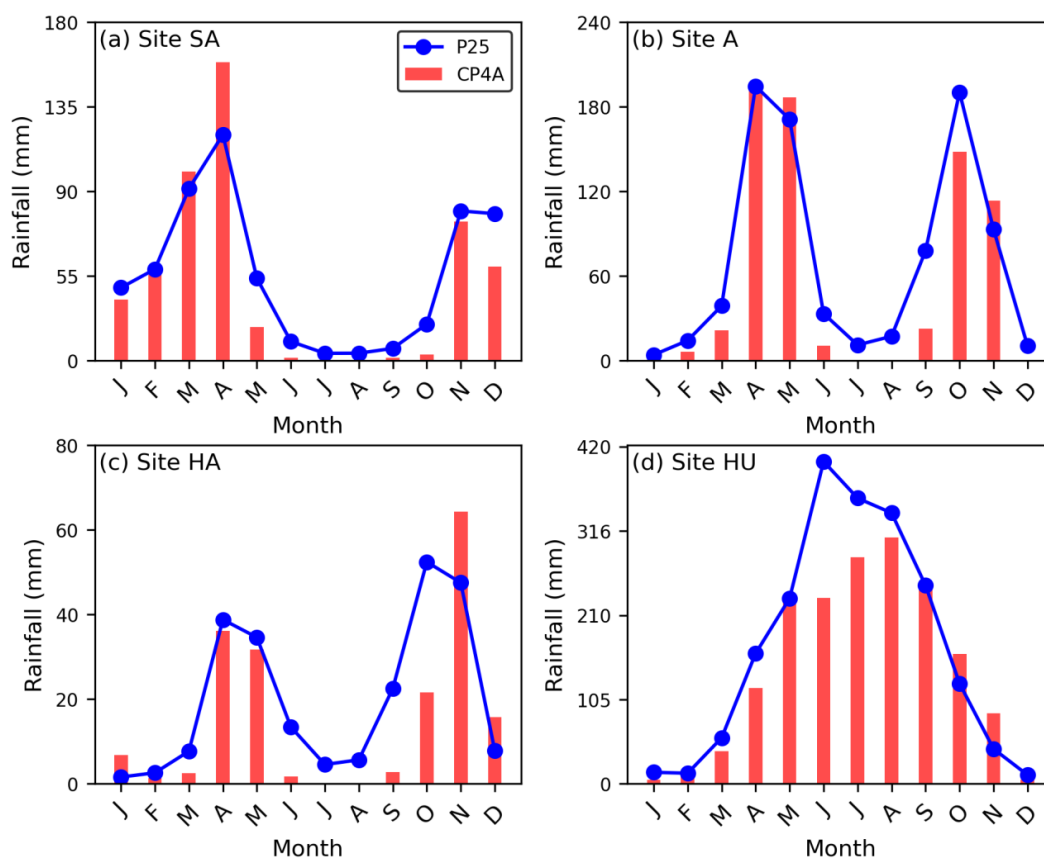 (a) Site SA
P25
CP4A
180
135
90
55
0
Rainfall (mm)
J F M A M J J A S O N D
Month
(b) Site A
240
180
120
60
0
Rainfall (mm)
J F M A M J J A S O N D
Month
(c) Site HA
80
60
40
20
0
Rainfall (mm)
J F M A M J J A S O N D
Month
(d) Site HU
420
316
210
105
0
Rainfall (mm)
J F M A M J J A S O N D
Month